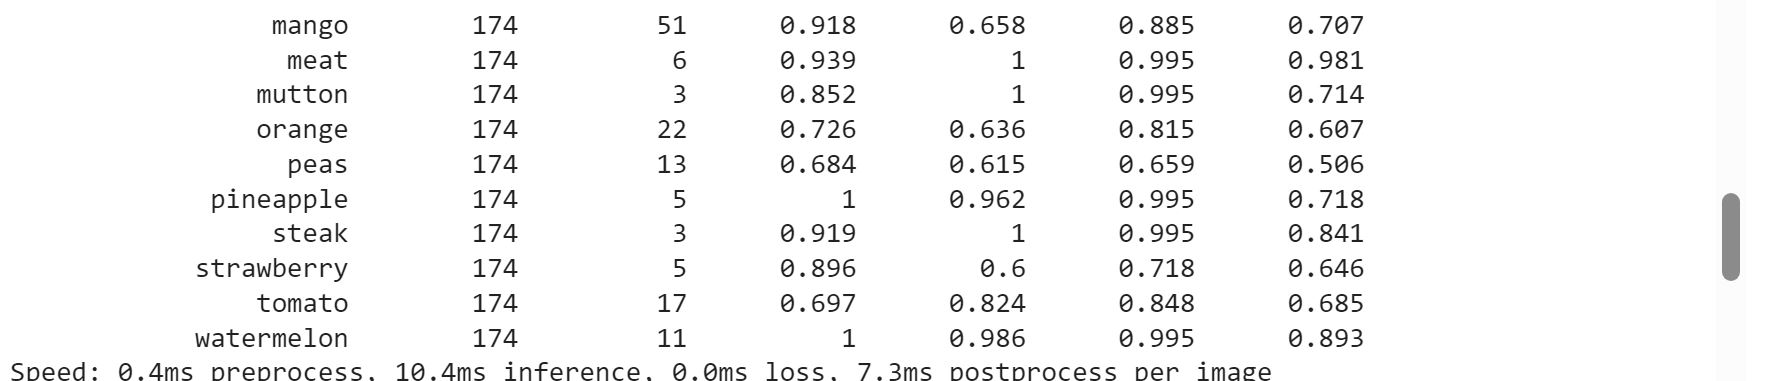 mango 174 51 0.918 0.658 0.885 0.707
meat 174 6 0.939 1 0.995 0.981
mutton 174 3 0.852 1 0.995 0.714
orange 174 22 0.726 0.636 0.815 0.607
peas 174 13 0.684 0.615 0.659 0.506
pineapple 174 5 1 0.962 0.995 0.718
steak 174 3 0.919 1 0.995 0.841
strawberry 174 5 0.896 0.6 0.718 0.646
tomato 174 17 0.697 0.824 0.848 0.685
watermelon 174 11 1 0.986 0.995 0.893
Speed: 0.4ms preprocess, 10.4ms inference, 0.0ms loss, 7.3ms postprocess per image